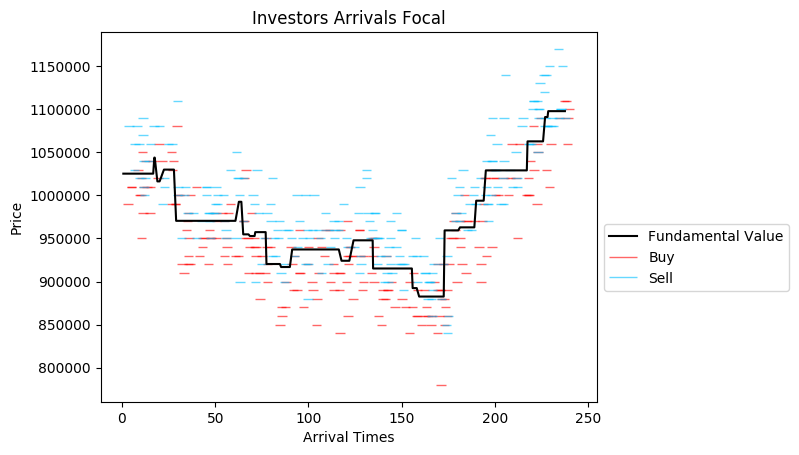 Investors Arrivals Focal
Price
1150000
1100000
1050000
1000000
950000
900000
850000
800000
0 50 100 150 200 250
Arrival Times
Fundamental Value
Buy
Sell